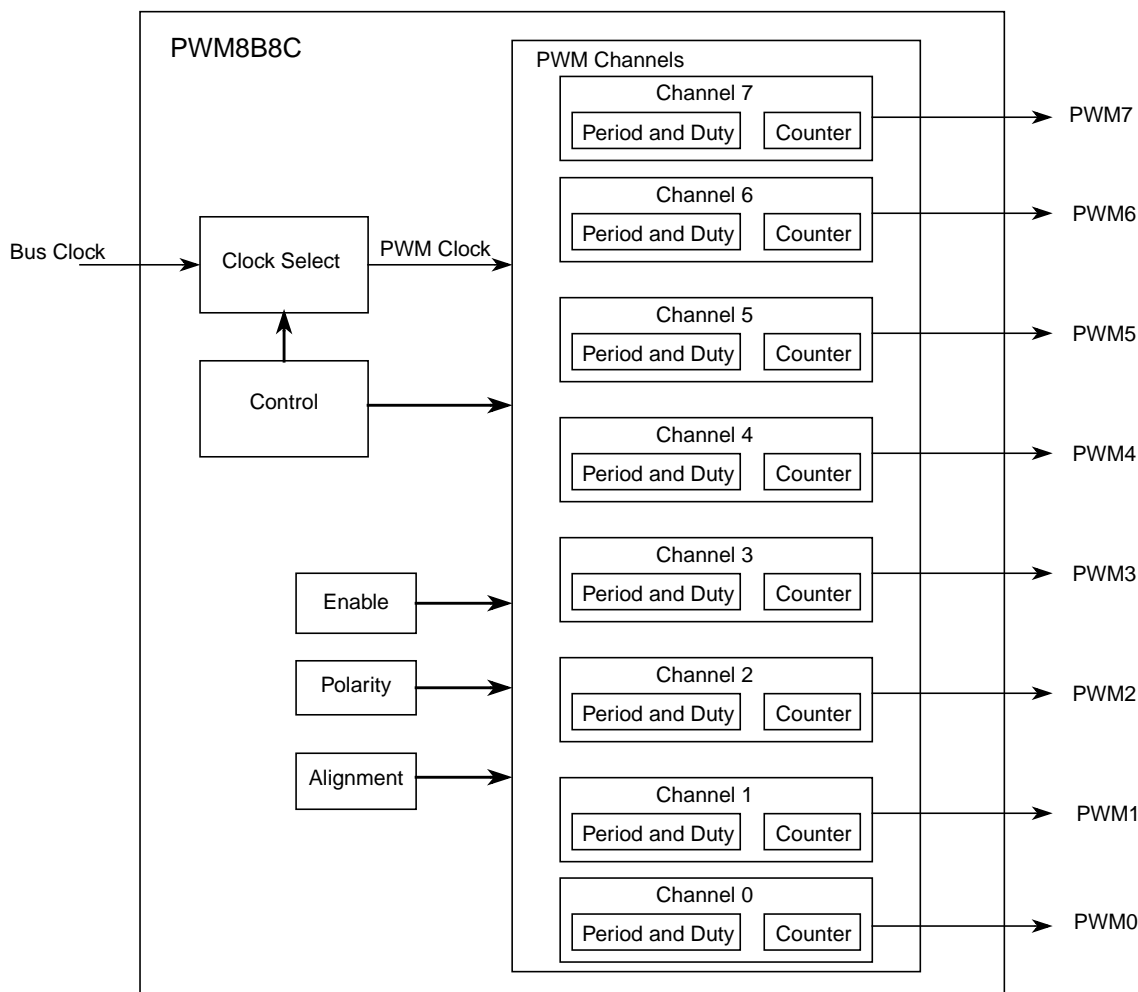 PWM8B8C
PWM Channels
Channel 7
Period and Duty
Counter
PWM7
Channel 6
Period and Duty
Counter
PWM6
Bus Clock
Clock Select
PWM Clock
Channel 5
Period and Duty
Counter
PWM5
Control
Channel 4
Period and Duty
Counter
PWM4
Channel 3
Period and Duty
Counter
PWM3
Enable
Polarity
Channel 2
Period and Duty
Counter
PWM2
Alignment
Channel 1
Period and Duty
Counter
PWM1
Channel 0
Period and Duty
Counter
PWM0